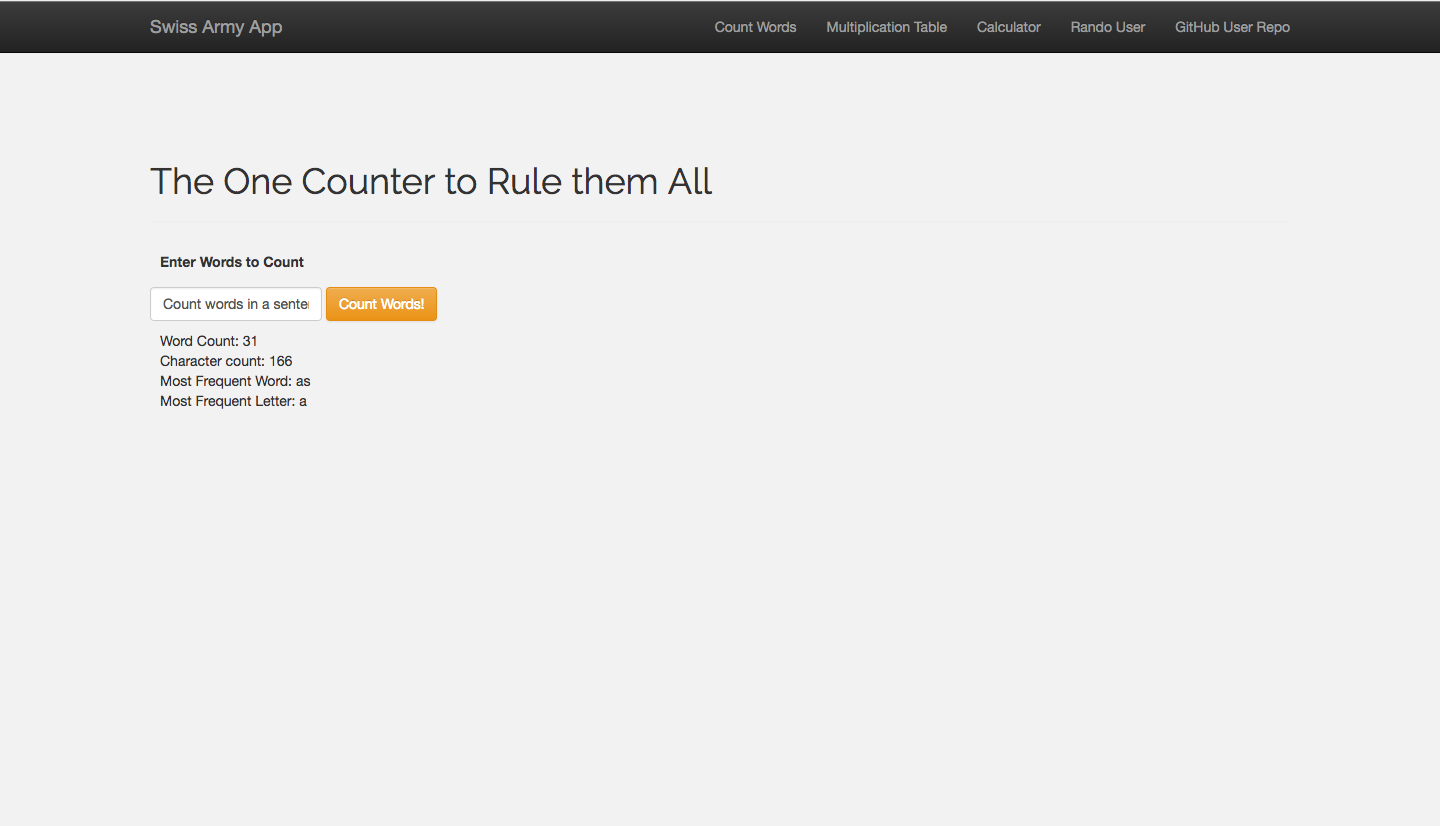 Swiss Army App Count Words Multiplication Table Calculator Rando User GitHub User Repo
The One Counter to Rule them All
Enter Words to Count
Count words in a Count Words!
Word Count: 31
Character count: 166
Most Frequent Word: as
Most Frequent Letter: a